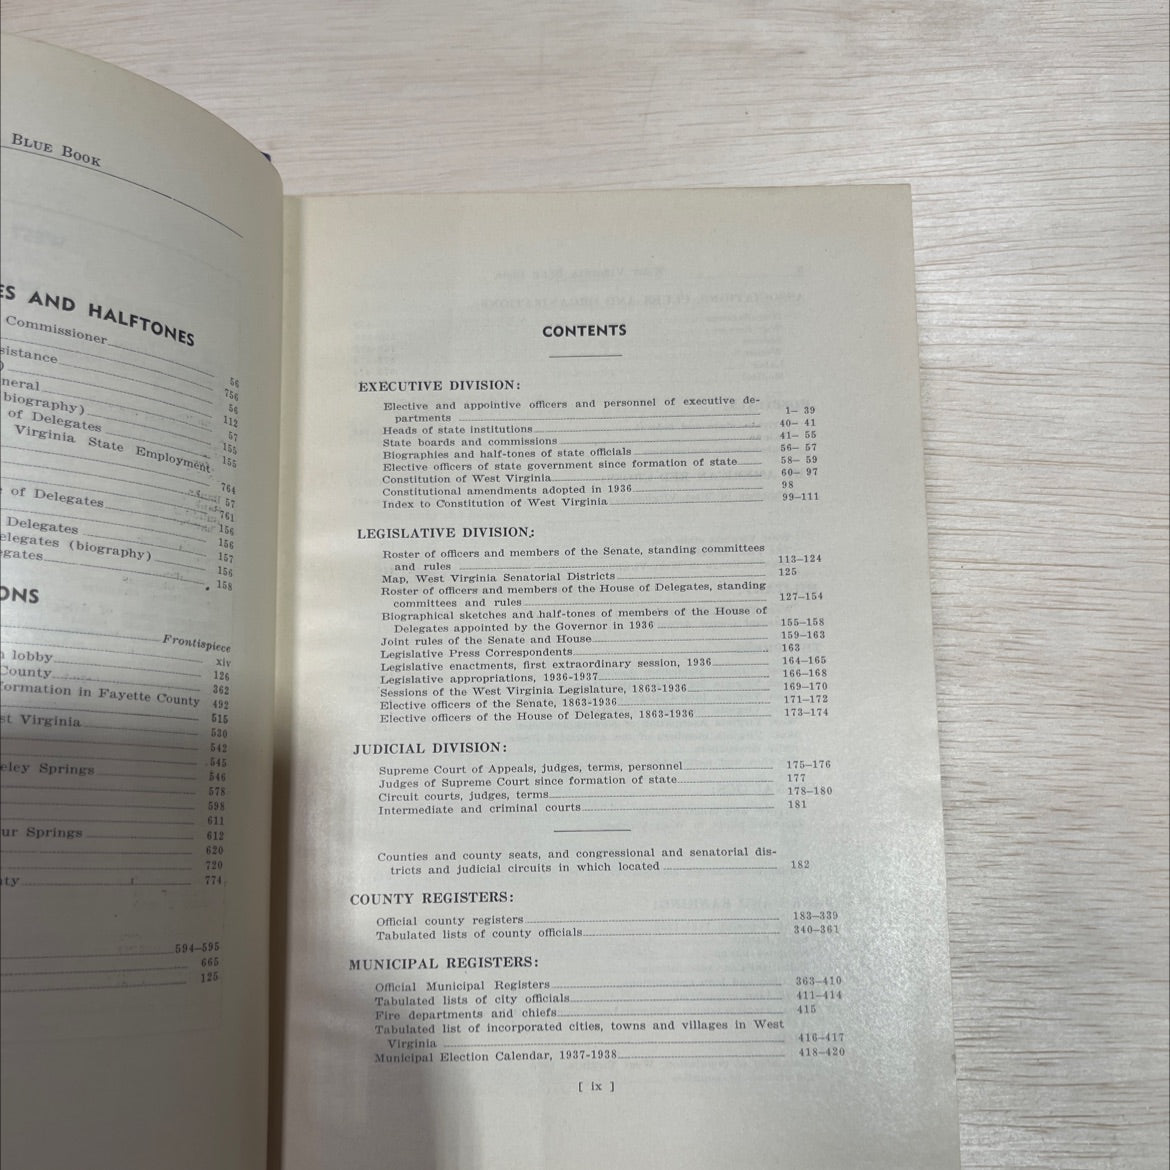 BLUE BOOK
ES AND HALFTONES
Commissioner
sistance 56
756
neral 56
biography) 112
of Delegates 57
155
Virginia State Employment 155
764
57
of Delegates 761
156
Delegates 156
elegates (biography) 157
egates 156
158
ONS
Frontispiece
lobby xiv
County 126
ormation in Fayette County 362
492
st Virginia 515
530
542
eley Springs 545
546
578
598
611
ur Springs 612
620
720
ty 774
594–595
665
125
CONTENTS
EXECUTIVE DIVISION:
Elective and appointive officers and personnel of executive de-
partments 1– 39
Heads of state institutions 40– 41
State boards and commissions 41– 55
Biographies and half-tones of state officials 56– 57
Elective officers of state government since formation of state 58– 59
Constitution of West Virginia 60– 97
Constitutional amendments adopted in 1936 98
Index to Constitution of West Virginia 99–111
LEGISLATIVE DIVISION:
Roster of officers and members of the Senate, standing committees
and rules 113–124
Map, West Virginia Senatorial Districts 125
Roster of officers and members of the House of Delegates, standing
committees and rules 127–154
Biographical sketches and half-tones of members of the House of
Delegates appointed by the Governor in 1936 155–158
Joint rules of the Senate and House 159–163
Legislative Press Correspondents 163
Legislative enactments, first extraordinary session, 1936 164–165
Legislative appropriations, 1936-1937 166–168
Sessions of the West Virginia Legislature, 1863-1936 169–170
Elective officers of the Senate, 1863-1936 171–172
Elective officers of the House of Delegates, 1863-1936 173–174
JUDICIAL DIVISION:
Supreme Court of Appeals, judges, terms, personnel 175–176
Judges of Supreme Court since formation of state 177
Circuit courts, judges, terms 178–180
Intermediate and criminal courts 181
Counties and county seats, and congressional and senatorial dis-
tricts and judicial circuits in which located 182
COUNTY REGISTERS:
Official county registers 183–339
Tabulated lists of county officials 340–361
MUNICIPAL REGISTERS:
Official Municipal Registers 363–410
Tabulated lists of city officials 411–414
Fire departments and chiefs 415
Tabulated list of incorporated cities, towns and villages in West
Virginia 416–417
Municipal Election Calendar, 1937-1938 418–420
[ ix ]